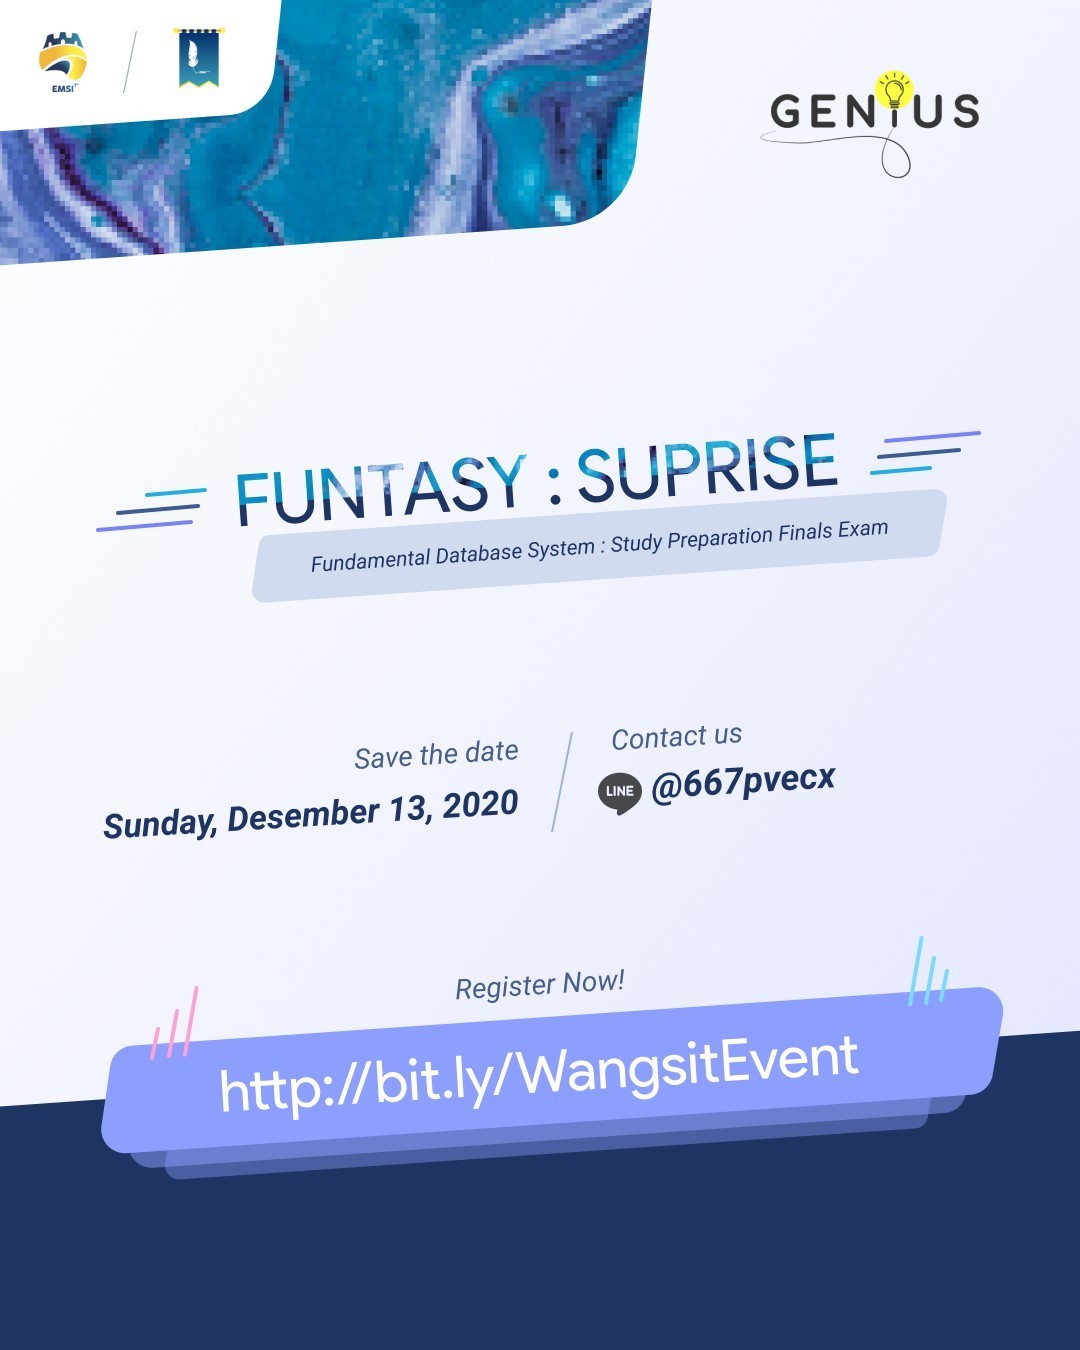 EMSI
GENIUS
FUNTASY : SUPRISE
Fundamental Database System : Study Preparation Finals Exam
Save the date
Sunday, Desember 13, 2020
Contact us
LINE @667pvecx
Register Now!
http://bit.ly/WangsitEvent